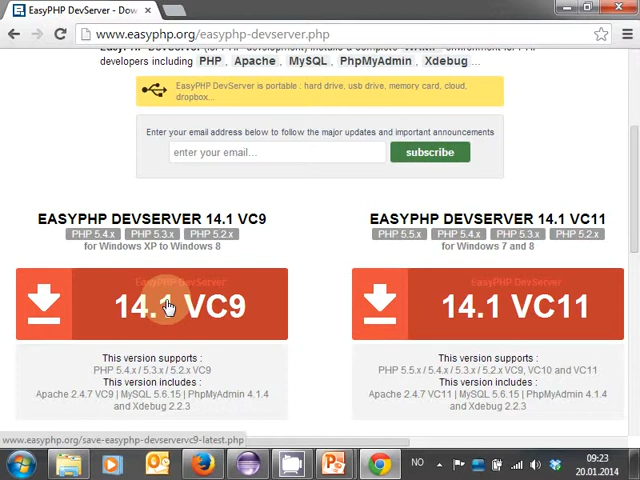 EasyPHP DevServer - Dow
www.easyphp.org/easyphp-devserver.php
developers including PHP , Apache , MySQL , PhpMyAdmin , Xdebug ...
EasyPHP DevServer is portable : hard drive, usb drive, memory card, cloud,
dropbox...
Enter your email address below to follow the major updates and important announcements
enter your email...
subscribe
EASYPHP DEVSERVER 14.1 VC9
PHP 5.4.x PHP 5.3.x PHP 5.2.x
for Windows XP to Windows 8
EasyPHP DevServer
14.1 VC9
This version supports :
PHP 5.4.x / 5.3.x / 5.2.x VC9
This version includes :
Apache 2.4.7 VC9 | MySQL 5.6.15 | PhpMyAdmin 4.1.4
and Xdebug 2.2.3
EASYPHP DEVSERVER 14.1 VC11
PHP 5.5.x PHP 5.4.x PHP 5.3.x PHP 5.2.x
for Windows 7 and 8
EasyPHP DevServer
14.1 VC11
This version supports :
PHP 5.5.x / 5.4.x / 5.3.x / 5.2.x VC9, VC10 and VC11
This version includes :
Apache 2.4.7 VC11 | MySQL 5.6.15 | PhpMyAdmin 4.1.4
and Xdebug 2.2.3
www.easyphp.org/save-easyphp-devservervc9-latest.php
NO
09:23
20.01.2014